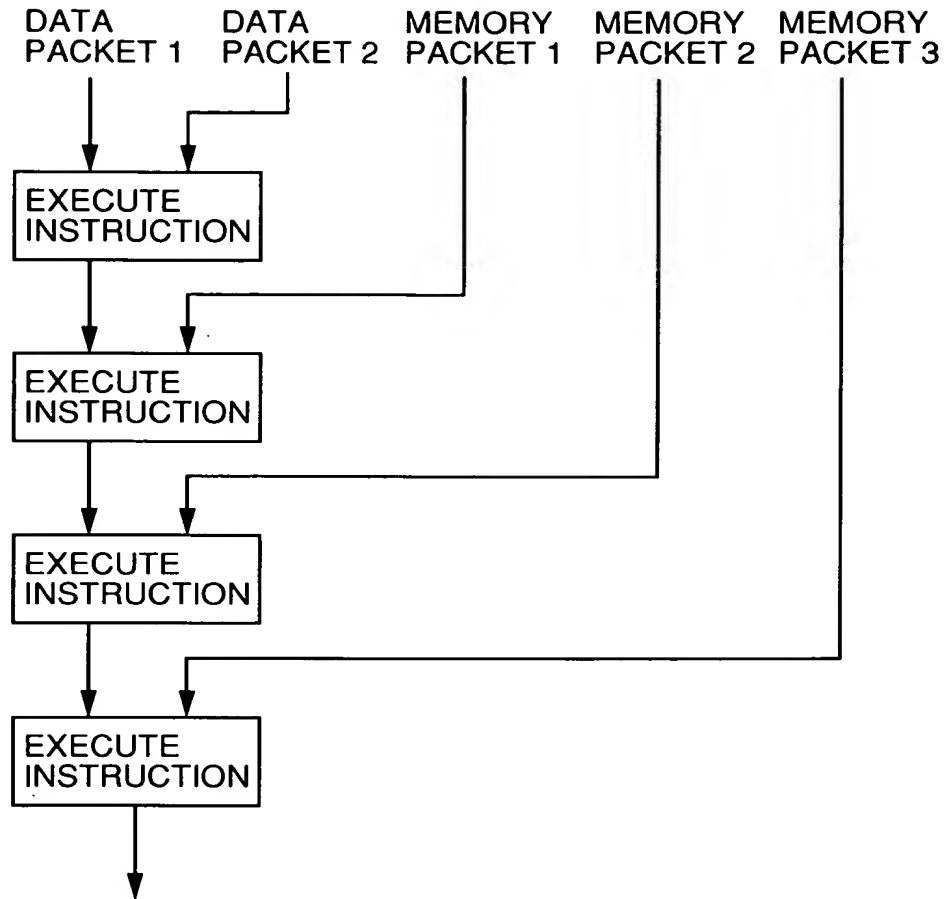 DATA
PACKET 1
DATA
PACKET 2
MEMORY
PACKET 1
MEMORY
PACKET 2
MEMORY
PACKET 3
EXECUTE
INSTRUCTION
EXECUTE
INSTRUCTION
EXECUTE
INSTRUCTION
EXECUTE
INSTRUCTION